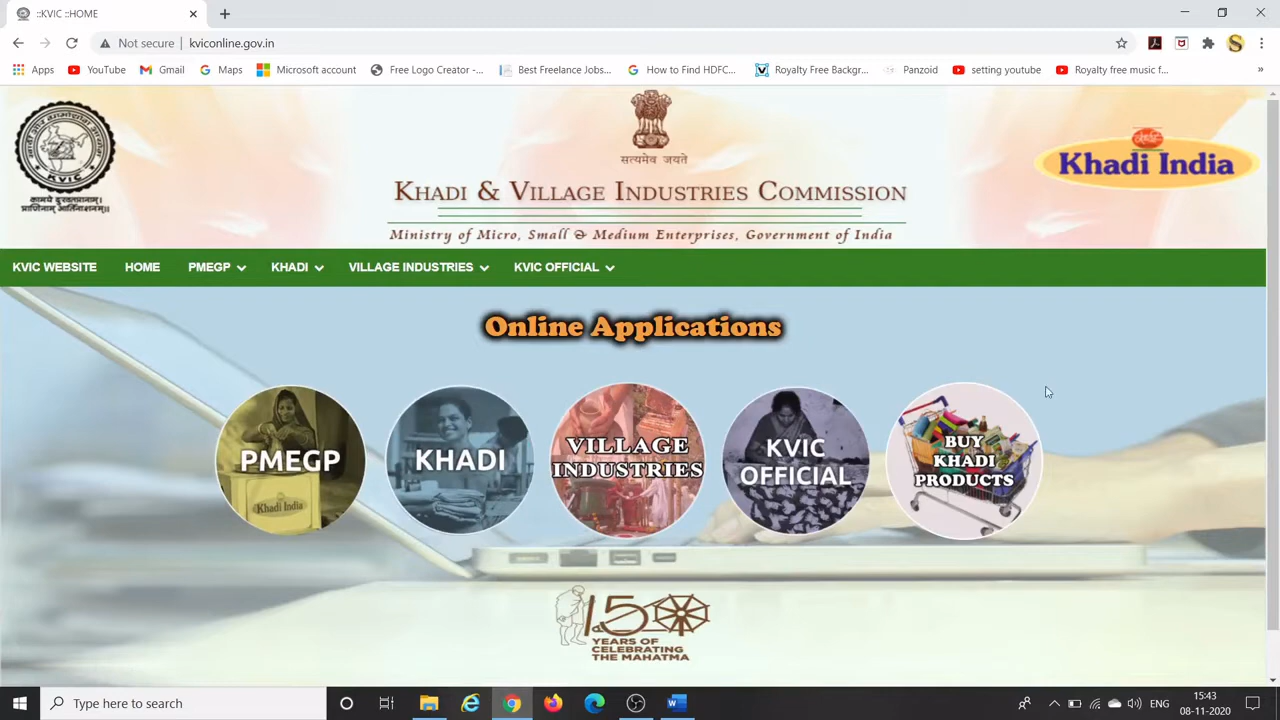 ::KVIC ::HOME
Not secure | kviconline.gov.in
Apps
YouTube
Gmail
Maps
Microsoft account
Free Logo Creator -...
Best Freelance Jobs...
How to Find HDFC...
Royalty Free Backgr...
Panzoid
setting youtube
Royalty free music f...
»
KVIC
सत्यमेव जयते
KHADI & VILLAGE INDUSTRIES COMMISSION
Ministry of Micro, Small & Medium Enterprises, Government of India
Khadi India
KVIC WEBSITE
HOME
PMEGP
KHADI
VILLAGE INDUSTRIES
KVIC OFFICIAL
Online Applications
PMEGP
Khadi India
KHADI
VILLAGE
INDUSTRIES
KVIC
OFFICIAL
BUY
KHADI
PRODUCTS
150
YEARS OF
CELEBRATING
THE MAHATMA
Type here to search
ENG
15:43
08-11-2020